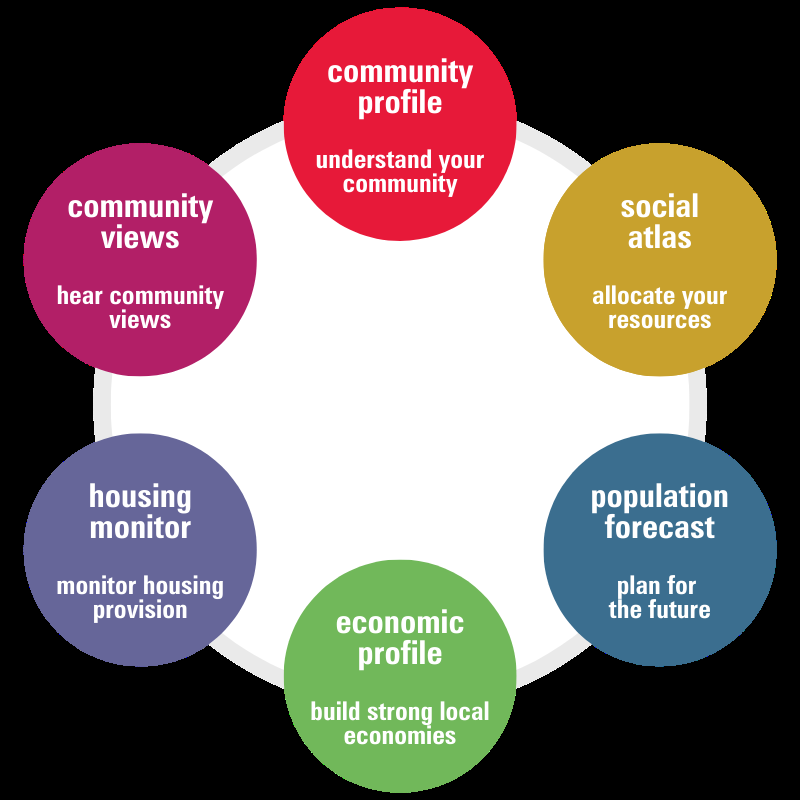 community
profile
understand your
community
social
atlas
allocate your
resources
population
forecast
plan for
the future
economic
profile
build strong local
economies
housing
monitor
monitor housing
provision
community
views
hear community
views